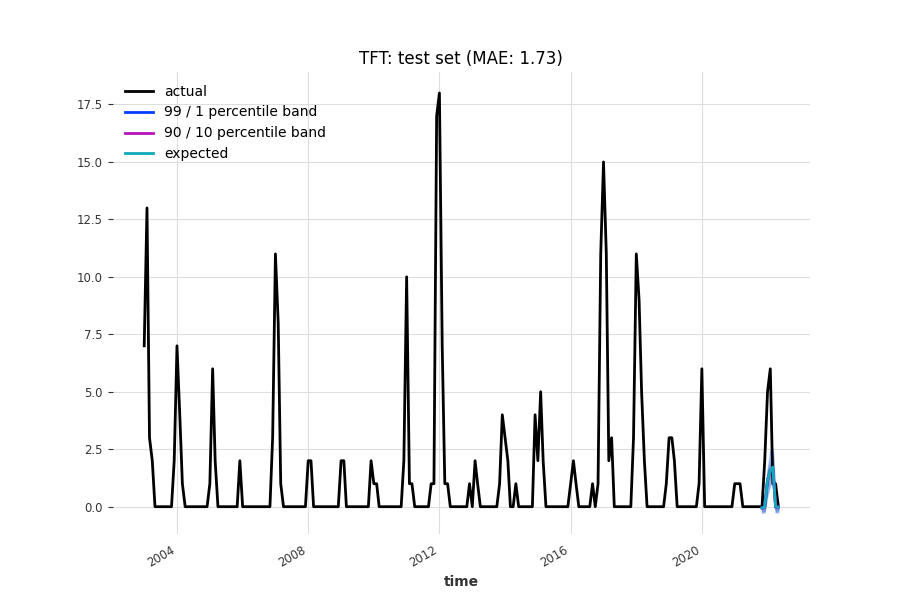 TFT: test set (MAE: 1.73)
actual
99 / 1 percentile band
90 / 10 percentile band
expected
17.5
15.0
12.5
10.0
7.5
5.0
2.5
0.0
2004
2008
2012
2016
2020
time